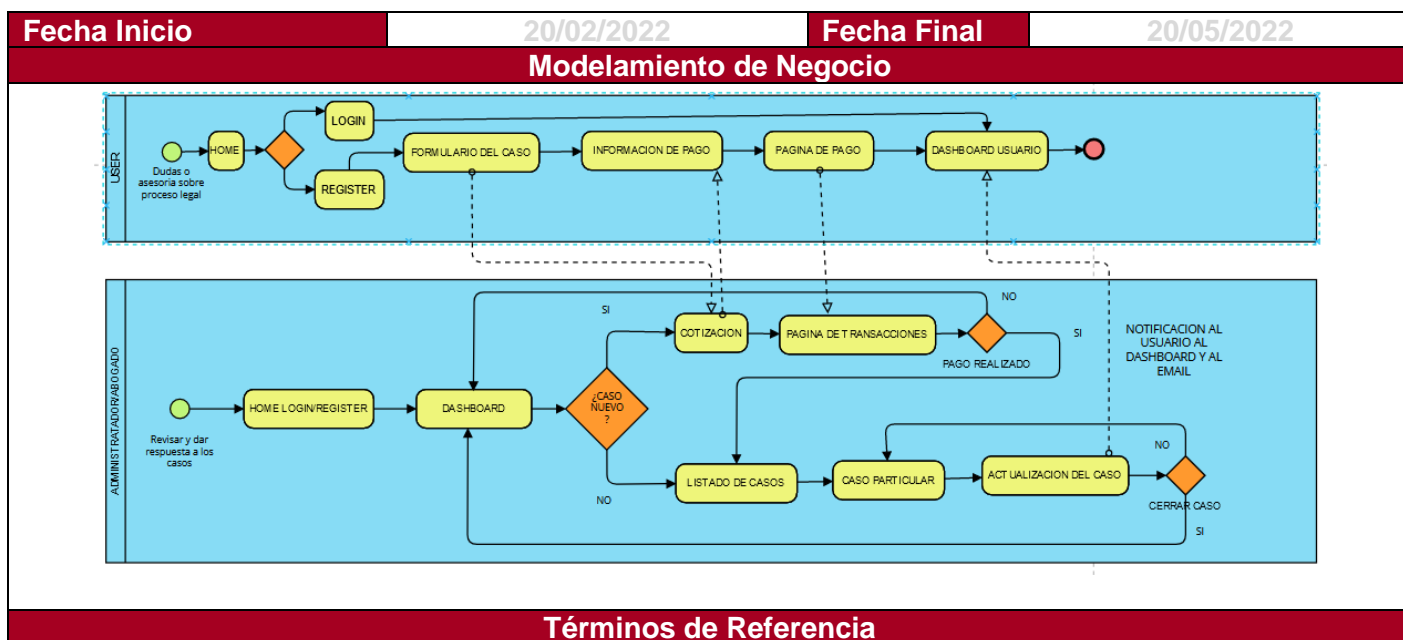 Fecha Inicio 20/02/2022 Fecha Final 20/05/2022
Modelamiento de Negocio
USER
Dudas o
asesoria sobre
proceso legal
HOME
LOGIN
REGISTER
FORMULARIO DEL CASO
INFORMACION DE PAGO
PAGINA DE PAGO
DASHBOARD USUARIO
ADMINISTRATADOR/ABOGADO
Revisar y dar
respuesta a los
casos
HOME LOGIN/REGISTER
DASHBOARD
¿CASO
NUEVO
?
SI
NO
COTIZACION
PAGINA DE TRANSACCIONES
PAGO REALIZADO
NO
SI
NOTIFICACION AL
USUARIO AL
DASHBOARD Y AL
EMAIL
LISTADO DE CASOS
CASO PARTICULAR
ACTUALIZACION DEL CASO
CERRAR CASO
NO
SI
Términos de Referencia